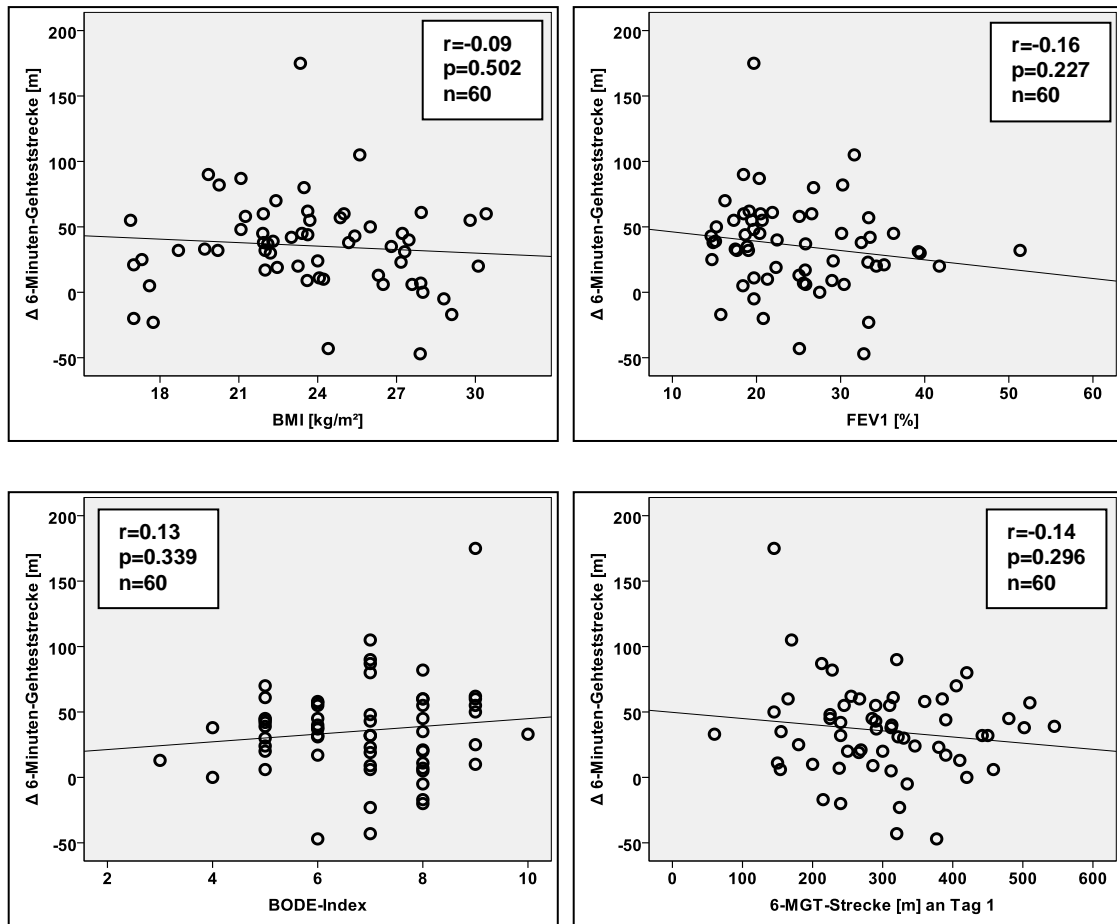 r=-0.09
p=0.502
n=60
Δ 6-Minuten-Gehteststrecke [m]
200
150
100
50
0
-50
18 21 24 27 30
BMI [kg/m²]
r=-0.16
p=0.227
n=60
Δ 6-Minuten-Gehteststrecke [m]
200
150
100
50
0
-50
10 20 30 40 50 60
FEV1 [%]
r=0.13
p=0.339
n=60
Δ 6-Minuten-Gehteststrecke [m]
200
150
100
50
0
-50
2 4 6 8 10
BODE-Index
r=-0.14
p=0.296
n=60
Δ 6-Minuten-Gehteststrecke [m]
200
150
100
50
0
-50
0 100 200 300 400 500 600
6-MGT-Strecke [m] an Tag 1